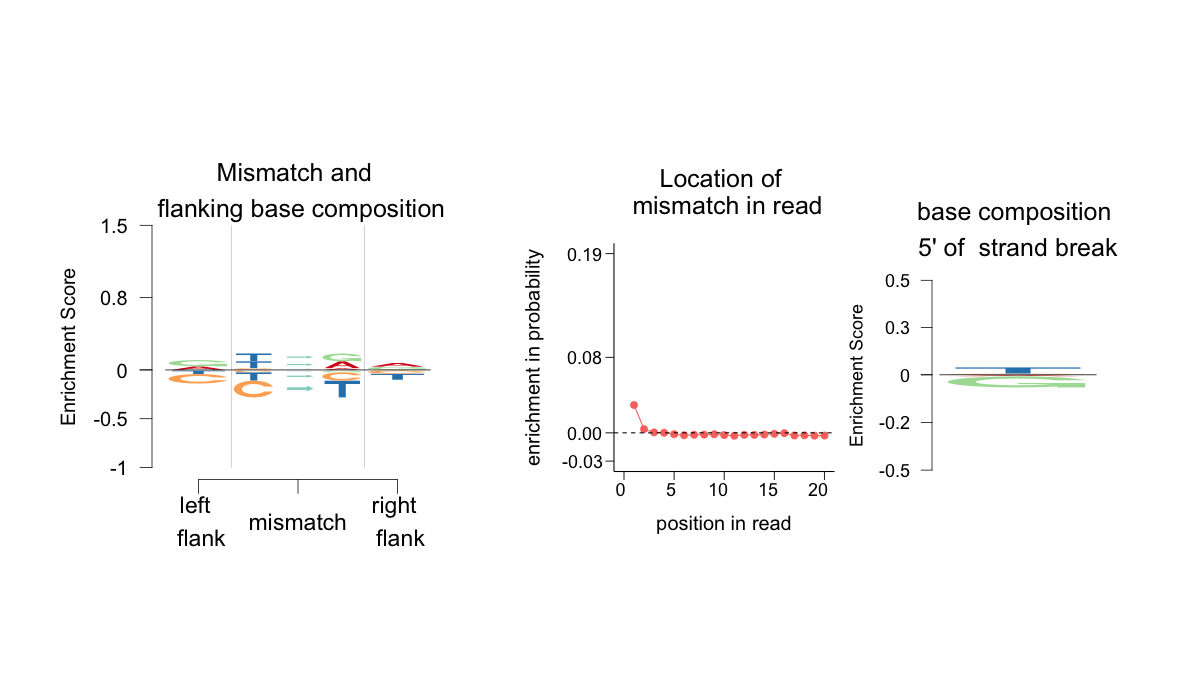 Mismatch and
flanking base composition
1.5
0.8
0
-0.5
-1
Enrichment Score
G
C
T
T
C
G
A
C
T
A
T
left
flank
mismatch
right
flank
Location of
mismatch in read
0.19
0.08
0.00
-0.03
enrichment in probability
0
5
10
15
20
position in read
base composition
5' of  strand break
0.5
0.3
0
-0.2
-0.5
Enrichment Score
T
G